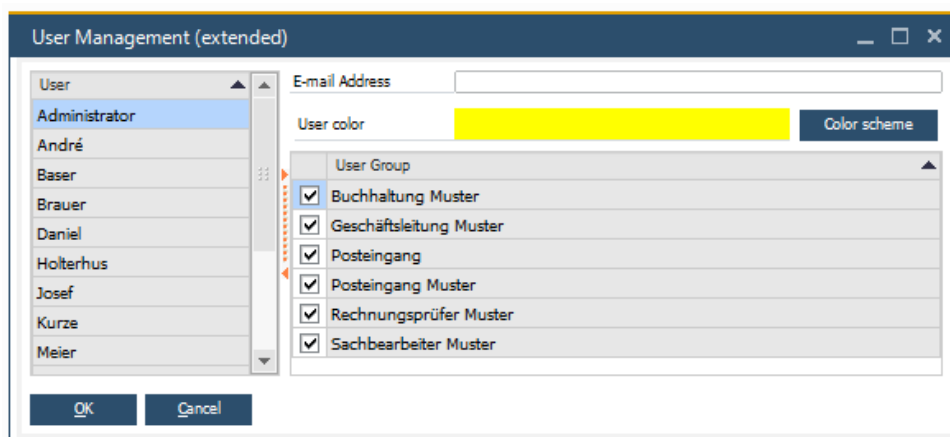 User Management (extended)
User
Administrator
André
Baser
Brauer
Daniel
Holterhus
Josef
Kurze
Meier
E-mail Address
User color
Color scheme
User Group
Buchhaltung Muster
Geschäftsleitung Muster
Posteingang
Posteingang Muster
Rechnungsprüfer Muster
Sachbearbeiter Muster
OK
Cancel